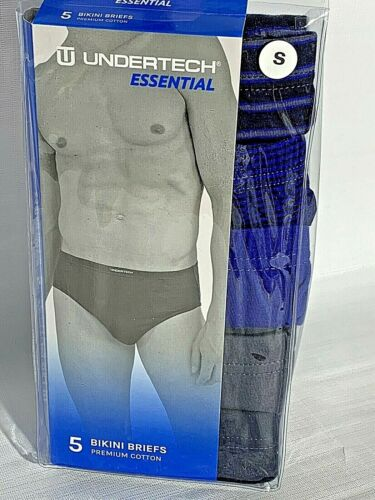 ESSENTIAL
5 BIKINI BRIEFS
PREMIUM COTTON
UNDERTECH®
ESSENTIAL
S
UNDERTECH
5 BIKINI BRIEFS
PREMIUM COTTON